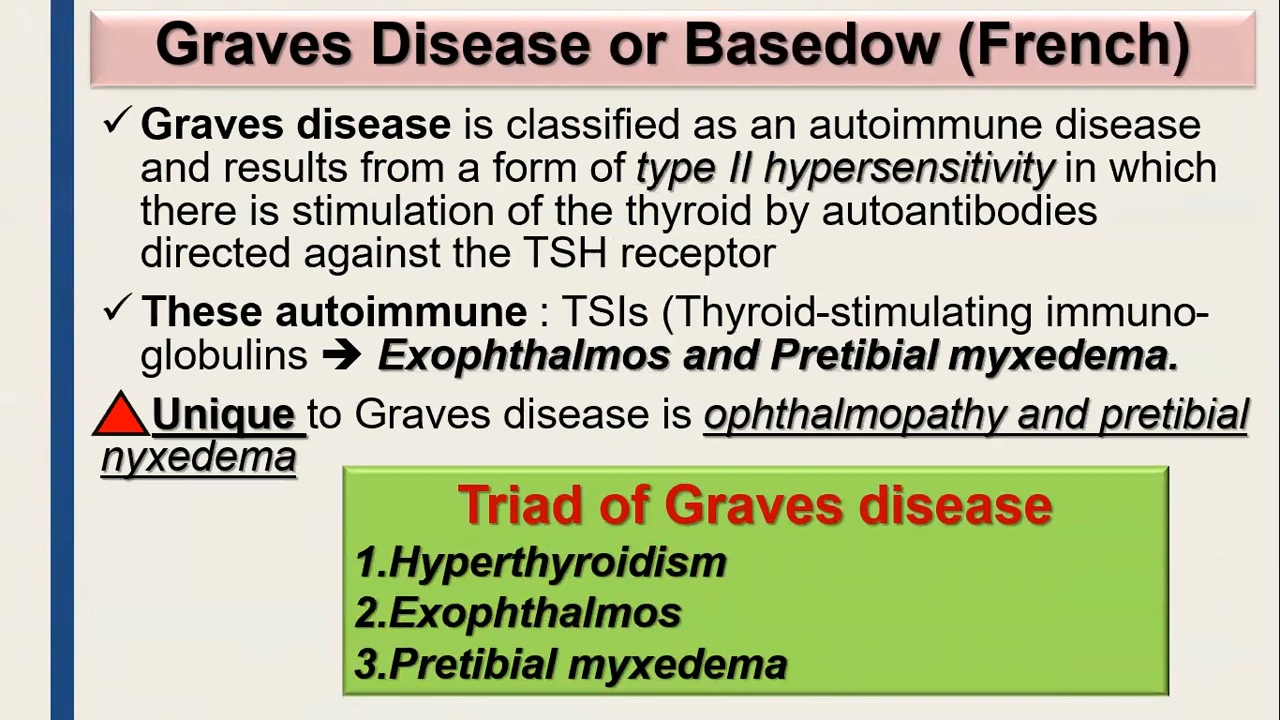 Graves Disease or Basedow (French)
✓ Graves disease is classified as an autoimmune disease
and results from a form of type II hypersensitivity in which
there is stimulation of the thyroid by autoantibodies
directed against the TSH receptor
✓ These autoimmune : TSIs (Thyroid-stimulating immuno-
globulins ➔ Exophthalmos and Pretibial myxedema.
Unique to Graves disease is ophthalmopathy and pretibial
nyxedema
Triad of Graves disease
1.Hyperthyroidism
2.Exophthalmos
3.Pretibial myxedema